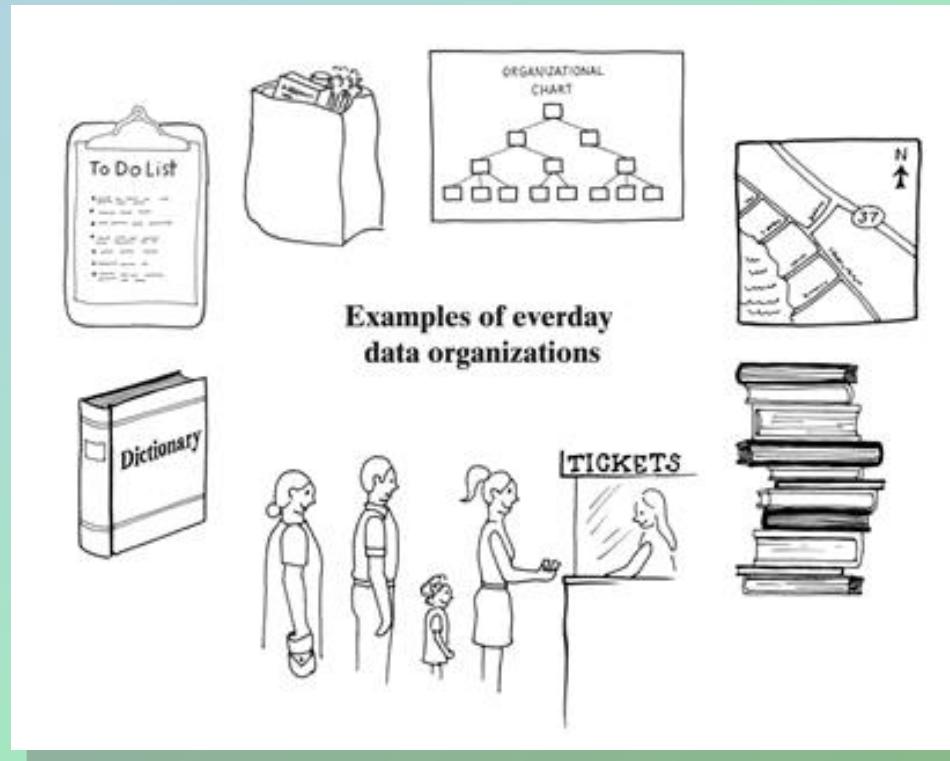 ORGANIZATIONAL
CHART
To Do List
N
37
Examples of everday
data organizations
Dictionary
TICKETS